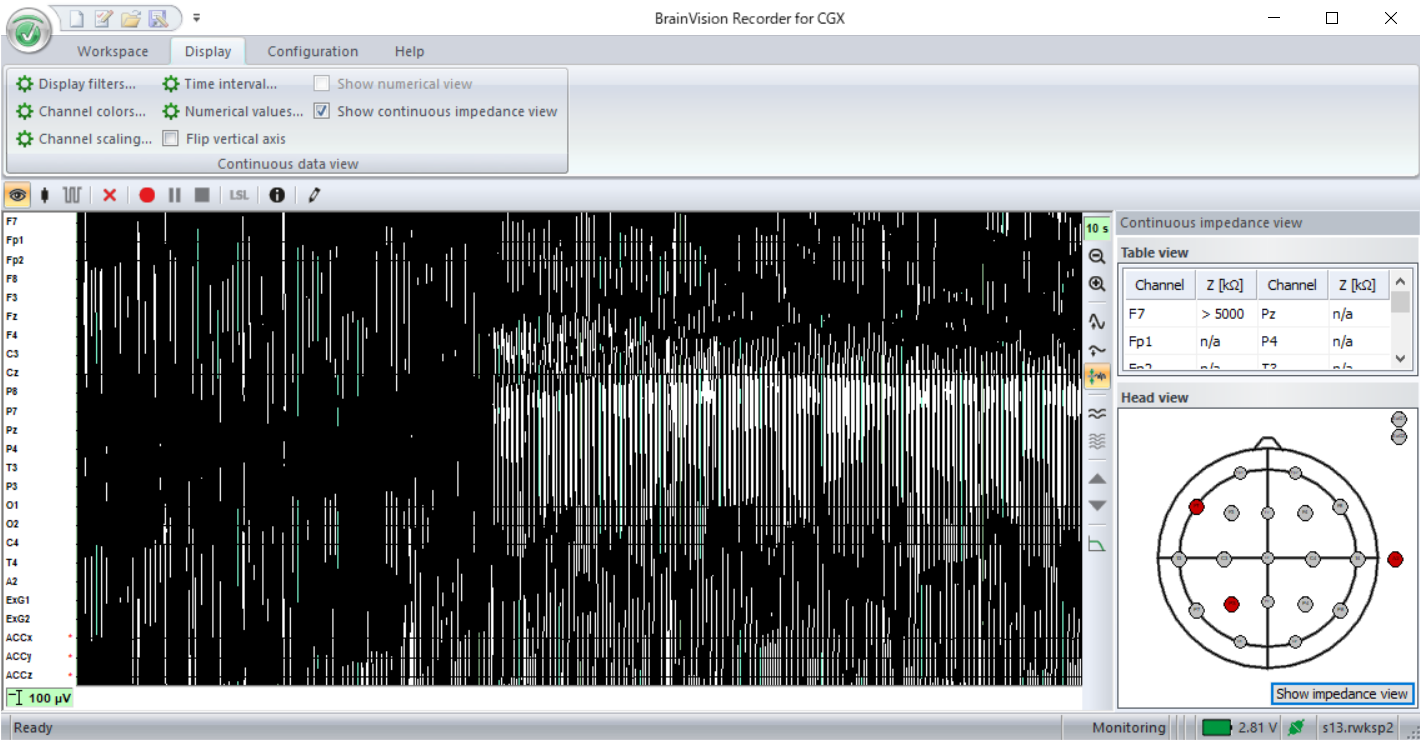 BrainVision Recorder for CGX
Workspace Display Configuration Help
Display filters... Time interval... Show numerical view
Channel colors... Numerical values... Show continuous impedance view
Channel scaling... Flip vertical axis
Continuous data view
LSL
F7
Fp1
Fp2
F8
F3
Fz
F4
C3
Cz
P8
P7
Pz
P4
T3
P3
O1
O2
C4
T4
A2
ExG1
ExG2
ACCx *
ACCy *
ACCz *
100 µV
10 s
Continuous impedance view
Table view
Channel Z [kΩ] Channel Z [kΩ]
F7 > 5000 Pz n/a
Fp1 n/a P4 n/a
Fp2 n/a T3 n/a
Head view
Show impedance view
Ready Monitoring 2.81 V s13.rwksp2